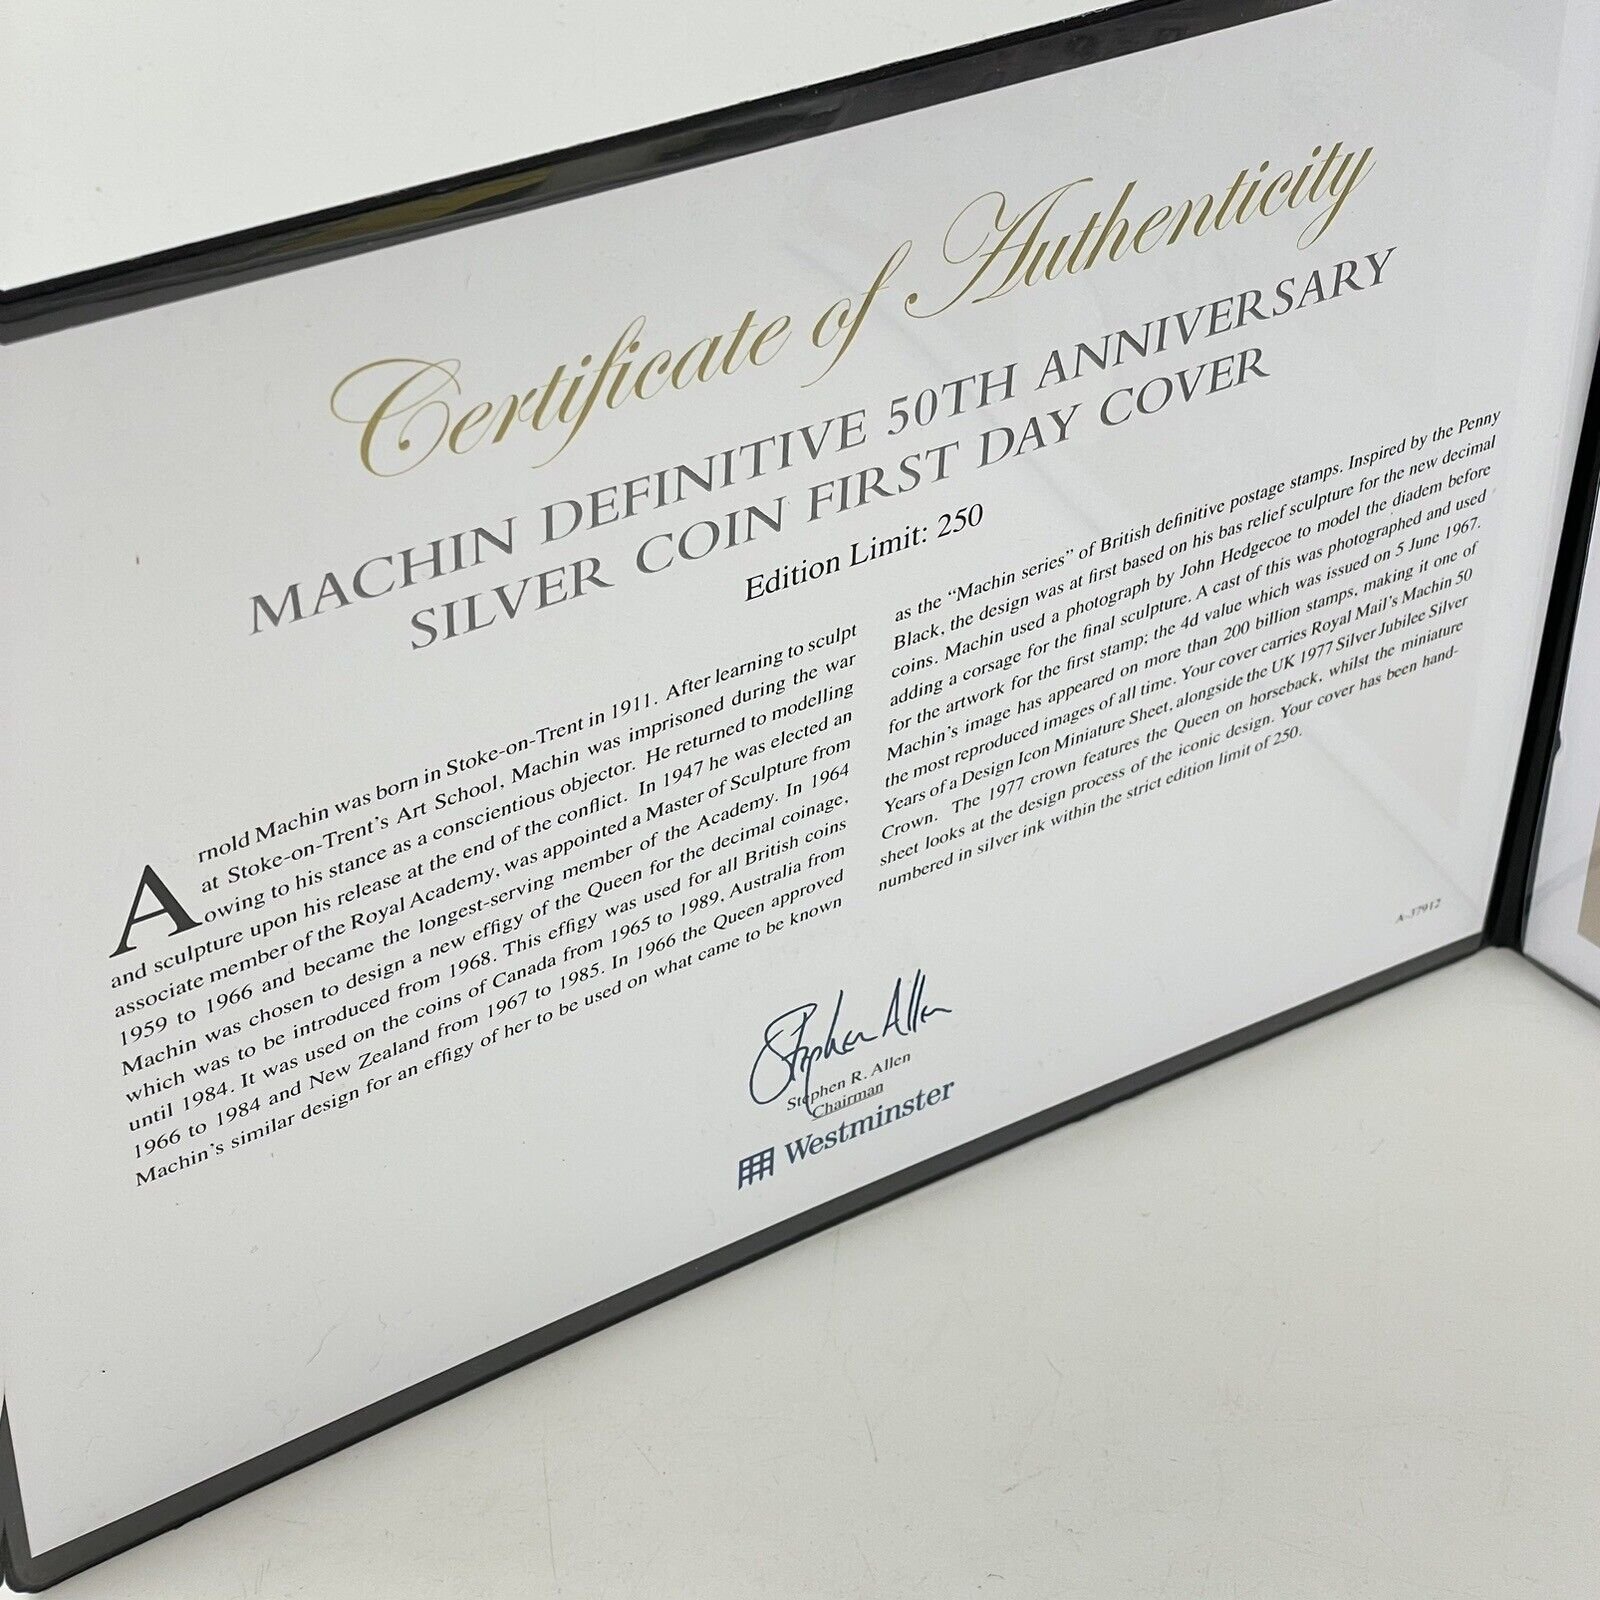 Certificate of Authenticity
MACHIN DEFINITIVE 50TH ANNIVERSARY
SILVER COIN FIRST DAY COVER
Edition Limit: 250
Arnold Machin was born in Stoke-on-Trent in 1911. After learning to sculpt
at Stoke-on-Trent's Art School, Machin was imprisoned during the war
owing to his stance as a conscientious objector. He returned to modelling
and sculpture upon his release at the end of the conflict. In 1947 he was elected an
associate member of the Royal Academy, was appointed a Master of Sculpture from
1959 to 1966 and became the longest-serving member of the Academy. In 1964
Machin was chosen to design a new effigy of the Queen for the decimal coinage,
which was to be introduced from 1968. This effigy was used for all British coins
until 1984. It was used on the coins of Canada from 1965 to 1989, Australia from
1966 to 1984 and New Zealand from 1967 to 1985. In 1966 the Queen approved
Machin's similar design for an effigy of her to be used on what came to be known
as the "Machin series" of British definitive postage stamps. Inspired by the Penny
Black, the design was at first based on his bas relief sculpture for the new decimal
coins. Machin used a photograph by John Hedgecoe to model the diadem before
adding a corsage for the final sculpture. A cast of this was photographed and used
for the artwork for the first stamp; the 4d value which was issued on 5 June 1967.
Machin's image has appeared on more than 200 billion stamps, making it one of
the most reproduced images of all time. Your cover carries Royal Mail's Machin 50
Years of a Design Icon Miniature Sheet, alongside the UK 1977 Silver Jubilee Silver
Crown. The 1977 crown features the Queen on horseback, whilst the miniature
sheet looks at the design process of the iconic design. Your cover has been hand-
numbered in silver ink within the strict edition limit of 250.
A-37912
Stephen Allen
Stephen R. Allen
Chairman
Westminster